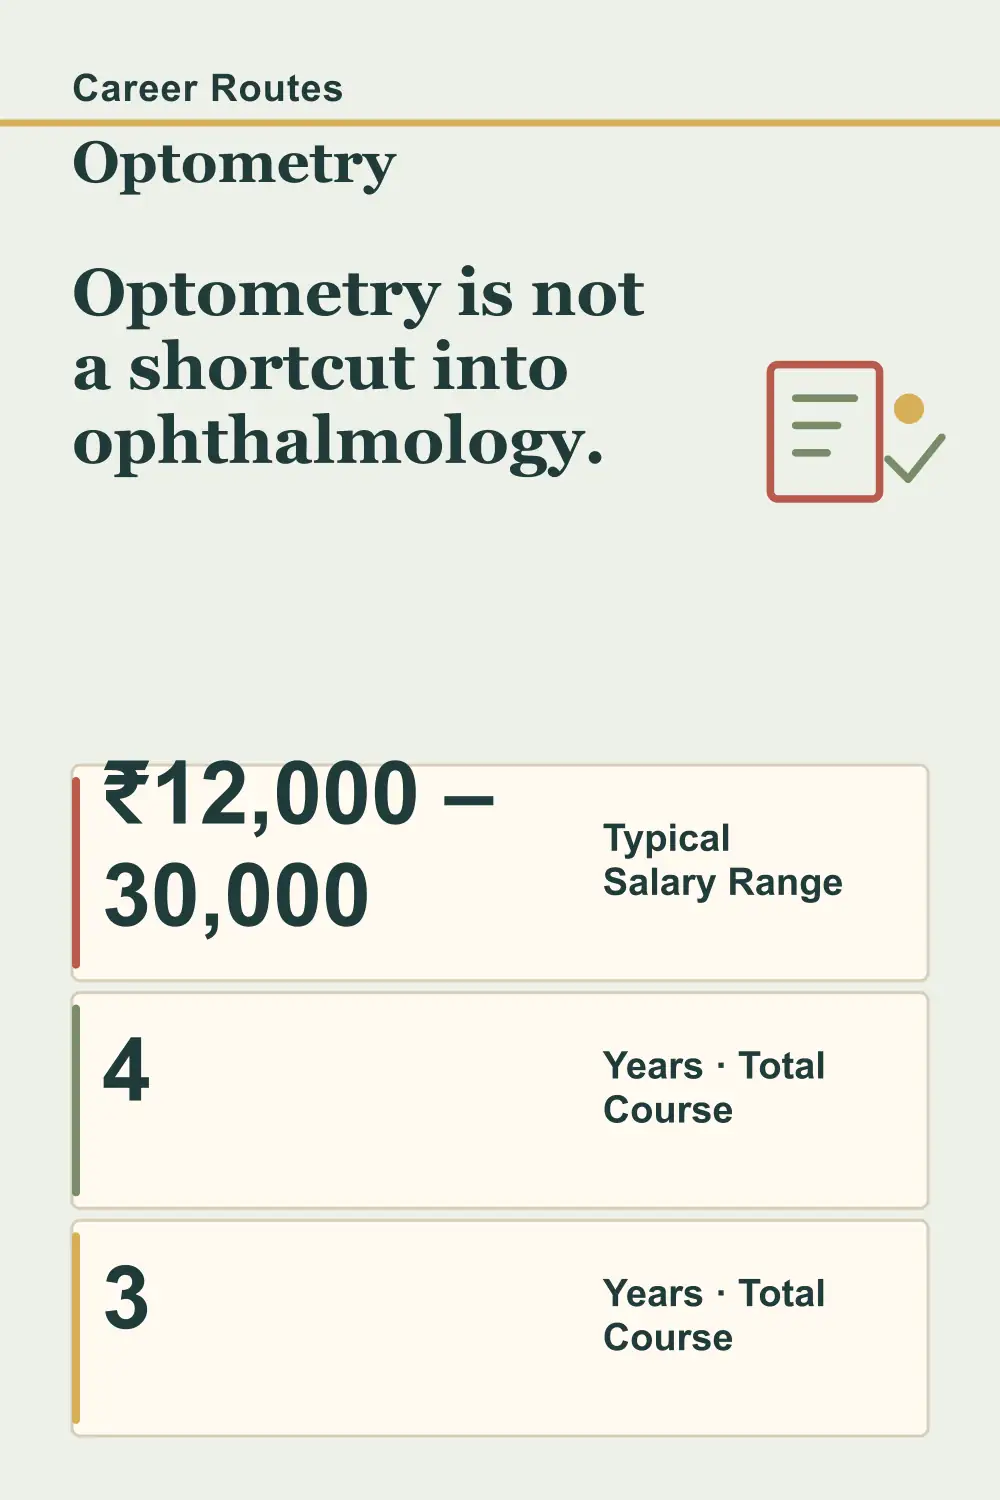 Career Routes
Optometry
Optometry is not
a shortcut into
ophthalmology.
₹12,000 –
30,000
Typical
Salary Range
4
Years · Total
Course
3
Years · Total
Course